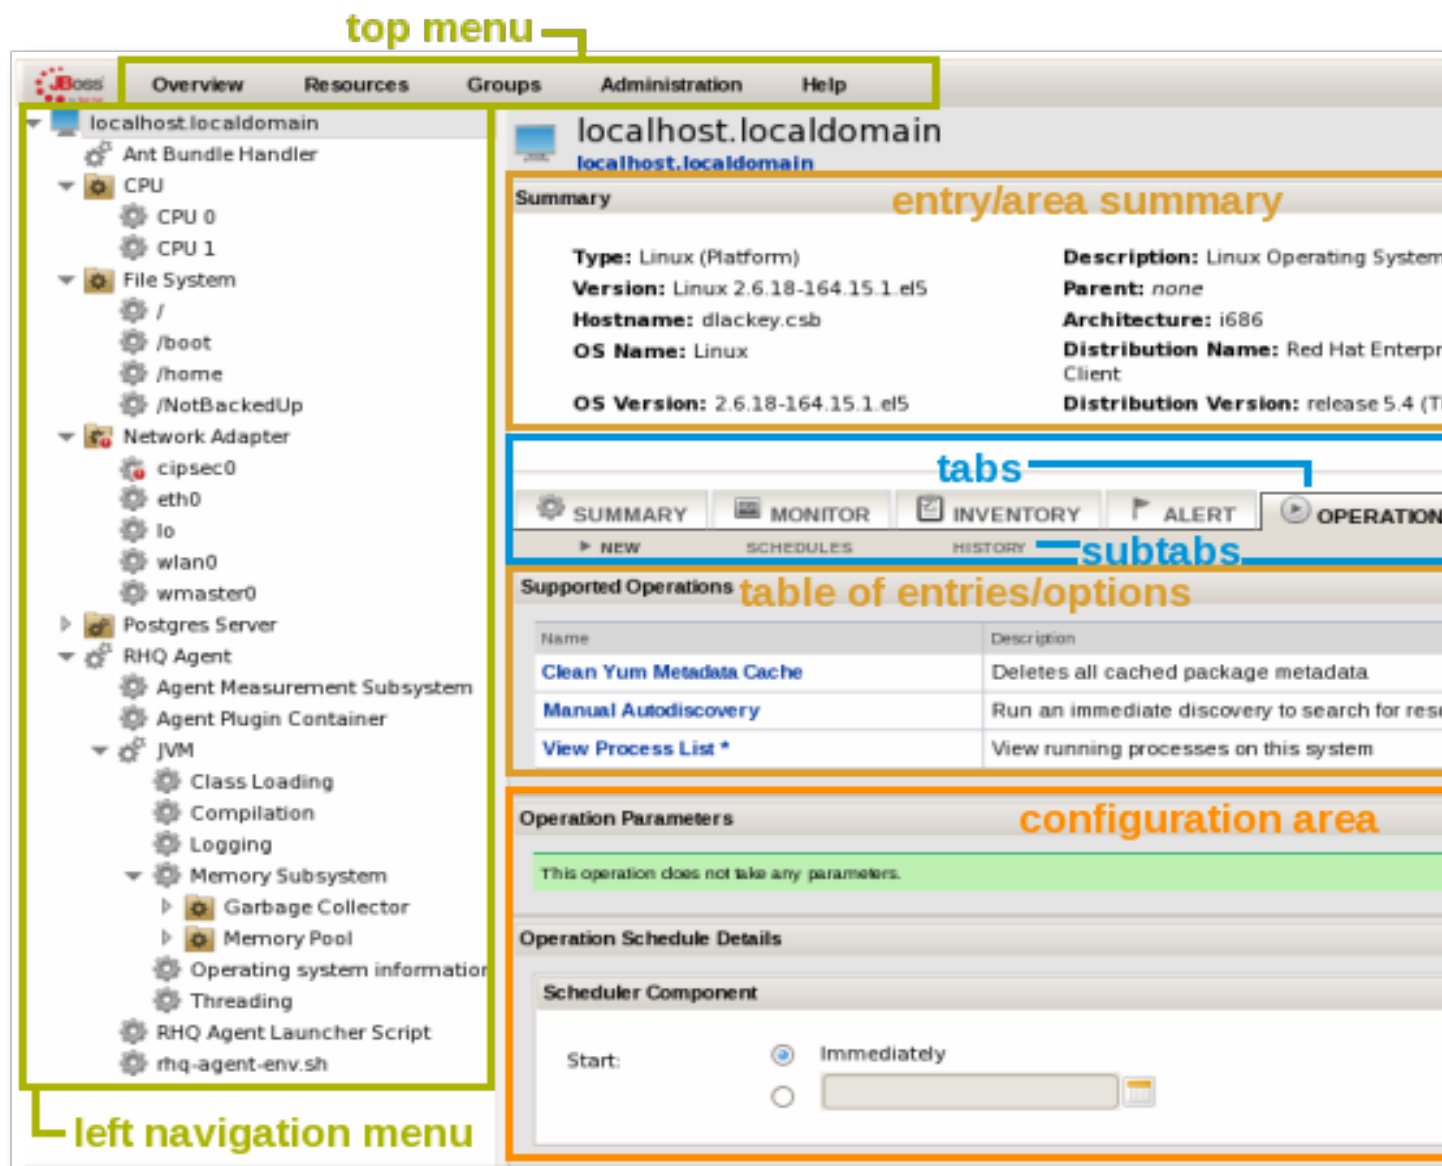 top menu
JBoss
Overview Resources Groups Administration Help
localhost.localdomain
Ant Bundle Handler
CPU
CPU 0
CPU 1
File System
/
/boot
/home
/NotBackedUp
Network Adapter
cipsec0
eth0
lo
wlan0
wmaster0
Postgres Server
RHQ Agent
Agent Measurement Subsystem
Agent Plugin Container
JVM
Class Loading
Compilation
Logging
Memory Subsystem
Garbage Collector
Memory Pool
Operating system information
Threading
RHQ Agent Launcher Script
rhq-agent-env.sh
left navigation menu
localhost.localdomain
localhost.localdomain
Summary
entry/area summary
Type: Linux (Platform) Description: Linux Operating System
Version: Linux 2.6.18-164.15.1.el5 Parent: none
Hostname: dlackey.csb Architecture: i686
OS Name: Linux Distribution Name: Red Hat Enterpr
Client
OS Version: 2.6.18-164.15.1.el5 Distribution Version: release 5.4 (T
tabs
SUMMARY MONITOR INVENTORY ALERT OPERATION
NEW SCHEDULES HISTORY
subtabs
Supported Operations
table of entries/options
Name Description
Clean Yum Metadata Cache Deletes all cached package metadata
Manual Autodiscovery Run an immediate discovery to search for res
View Process List * View running processes on this system
configuration area
Operation Parameters
This operation does not take any parameters.
Operation Schedule Details
Scheduler Component
Start: Immediately